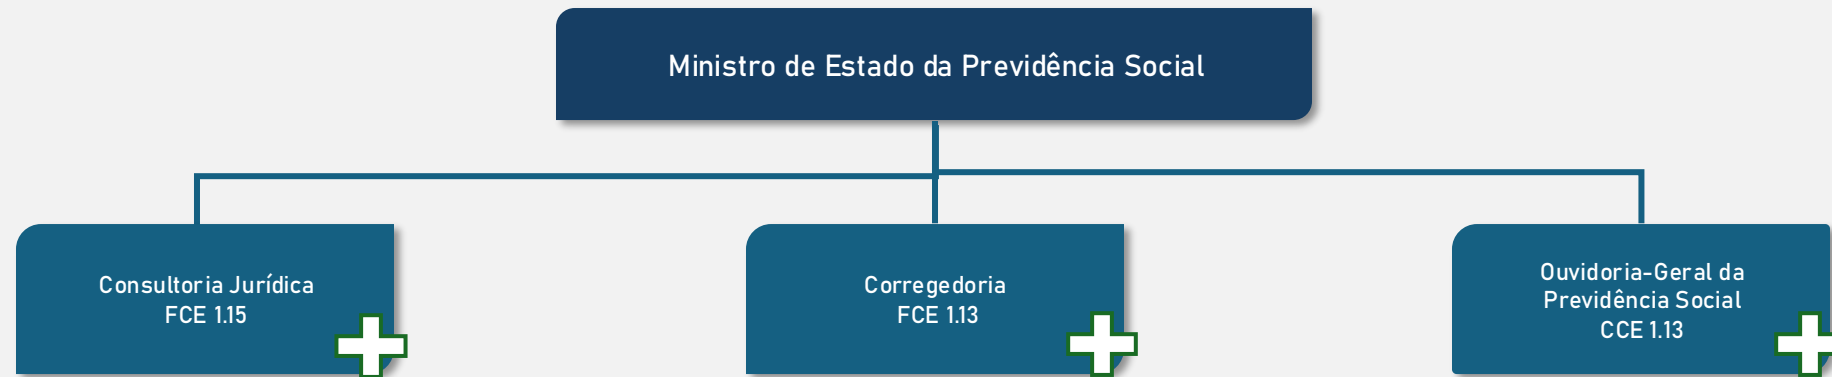 Ministro de Estado da Previdência Social
Consultoria Jurídica
FCE 1.15
Corregedoria
FCE 1.13
Ouvidoria-Geral da
Previdência Social
CCE 1.13